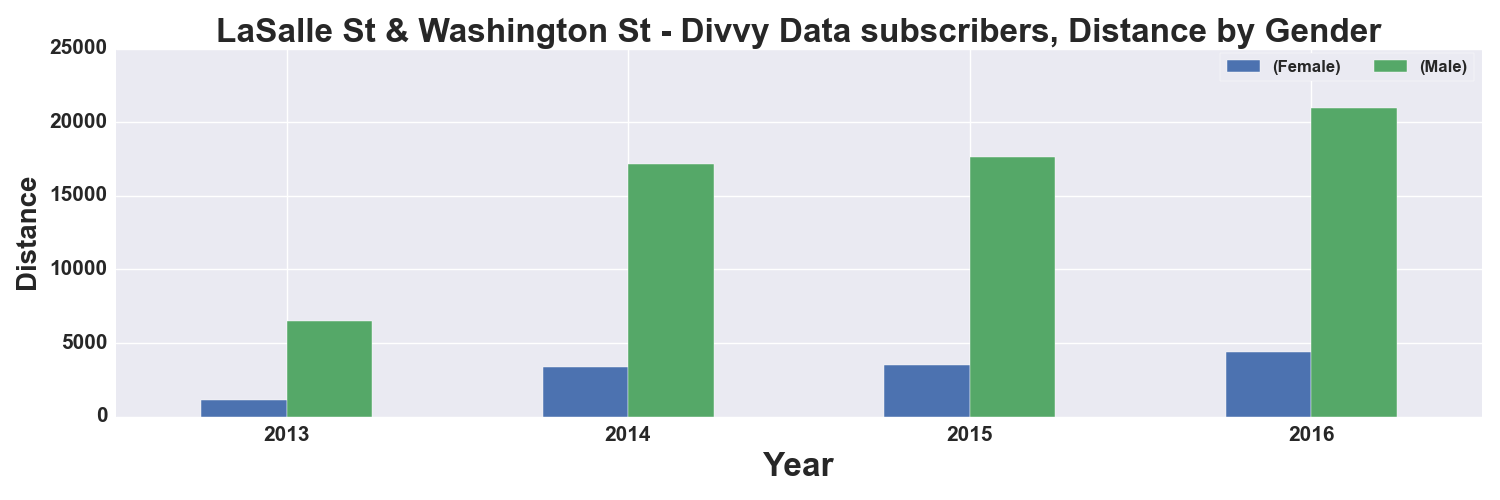 LaSalle St & Washington St - Divvy Data subscribers, Distance by Gender
25000
20000
15000
10000
5000
0
Distance
(Female) (Male)
2013 2014 2015 2016
Year